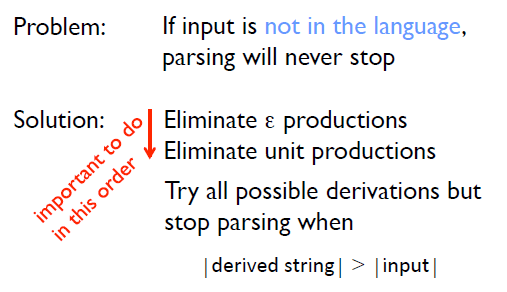 Problem: If input is not in the language,
parsing will never stop
Solution: Eliminate ε productions
Eliminate unit productions
important to do
in this order
Try all possible derivations but
stop parsing when
|derived string| > |input|